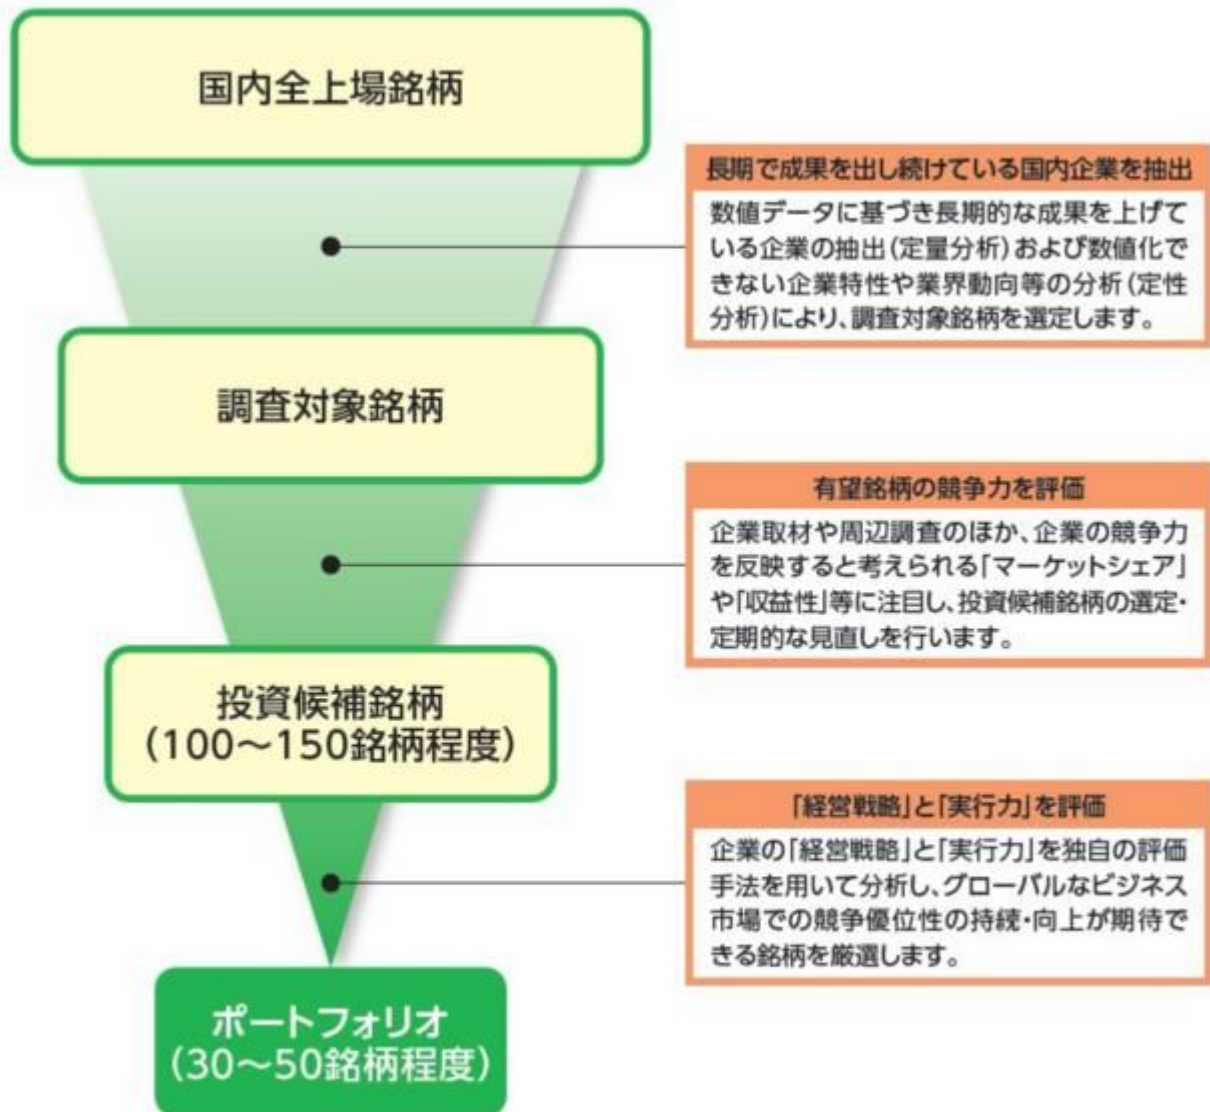 国内全上場銘柄
長期で成果を出し続けている国内企業を抽出
数値データに基づき長期的な成果を上げて
いる企業の抽出(定量分析)および数値化で
きない企業特性や業界動向等の分析(定性
分析)により、調査対象銘柄を選定します。
調査対象銘柄
有望銘柄の競争力を評価
企業取材や周辺調査のほか、企業の競争力
を反映すると考えられる「マーケットシェア」
や「収益性」等に注目し、投資候補銘柄の選定・
定期的な見直しを行います。
投資候補銘柄
(100～150銘柄程度)
「経営戦略」と「実行力」を評価
企業の「経営戦略」と「実行力」を独自の評価
手法を用いて分析し、グローバルなビジネス
市場での競争優位性の持続・向上が期待で
きる銘柄を厳選します。
ポートフォリオ
(30～50銘柄程度)